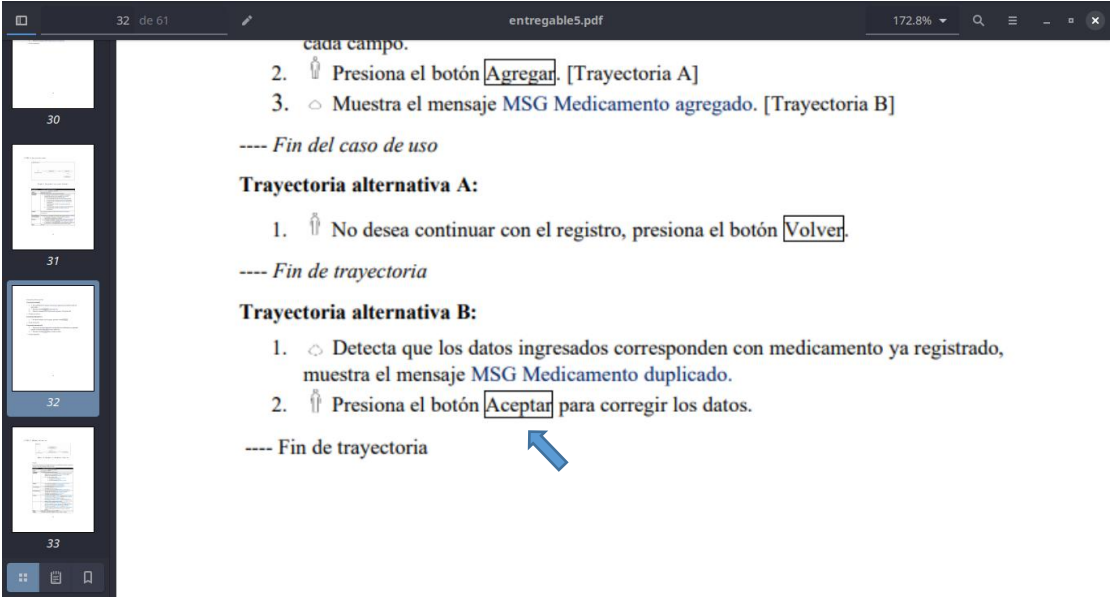 32 de 61
entregable5.pdf
172.8%
30
31
32
33
cada campo.
2. Presiona el botón Agregar. [Trayectoria A]
3. Muestra el mensaje MSG Medicamento agregado. [Trayectoria B]
---- Fin del caso de uso
Trayectoria alternativa A:
1. No desea continuar con el registro, presiona el botón Volver.
---- Fin de trayectoria
Trayectoria alternativa B:
1. Detecta que los datos ingresados corresponden con medicamento ya registrado,
muestra el mensaje MSG Medicamento duplicado.
2. Presiona el botón Aceptar para corregir los datos.
---- Fin de trayectoria